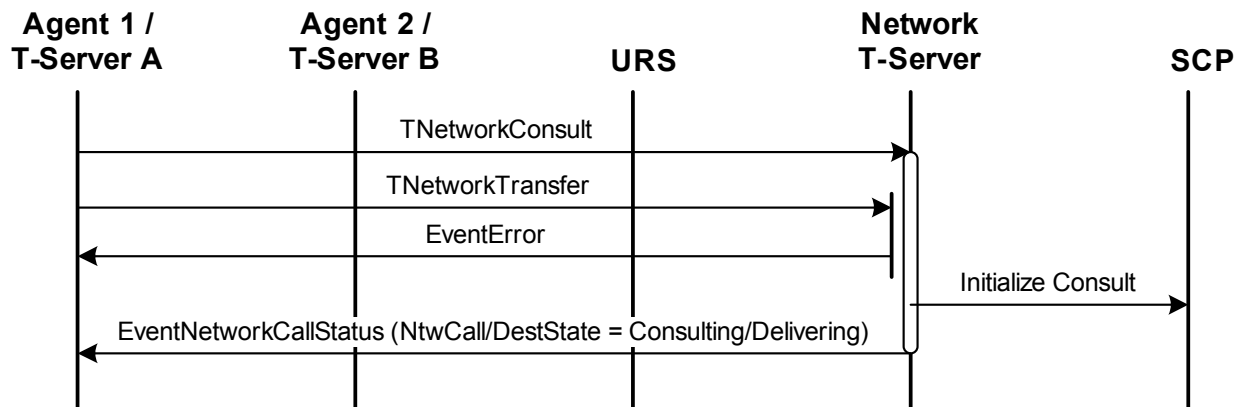 Agent 1 /
T-Server A
Agent 2 /
T-Server B
URS
Network
T-Server
SCP
TNetworkConsult
TNetworkTransfer
EventError
Initialize Consult
EventNetworkCallStatus (NtwCall/DestState = Consulting/Delivering)